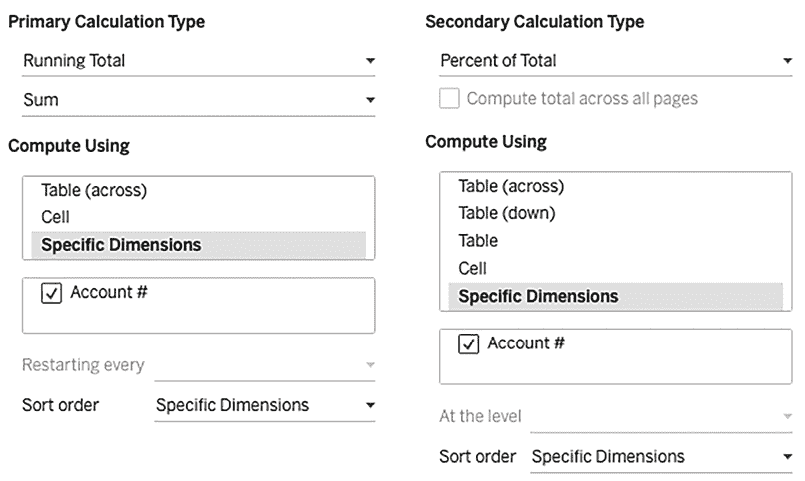 Primary Calculation Type
Running Total
Sum
Compute Using
Table (across)
Cell
Specific Dimensions
Account #
Restarting every
Sort order Specific Dimensions
Secondary Calculation Type
Percent of Total
Compute total across all pages
Compute Using
Table (across)
Table (down)
Table
Cell
Specific Dimensions
Account #
At the level
Sort order Specific Dimensions